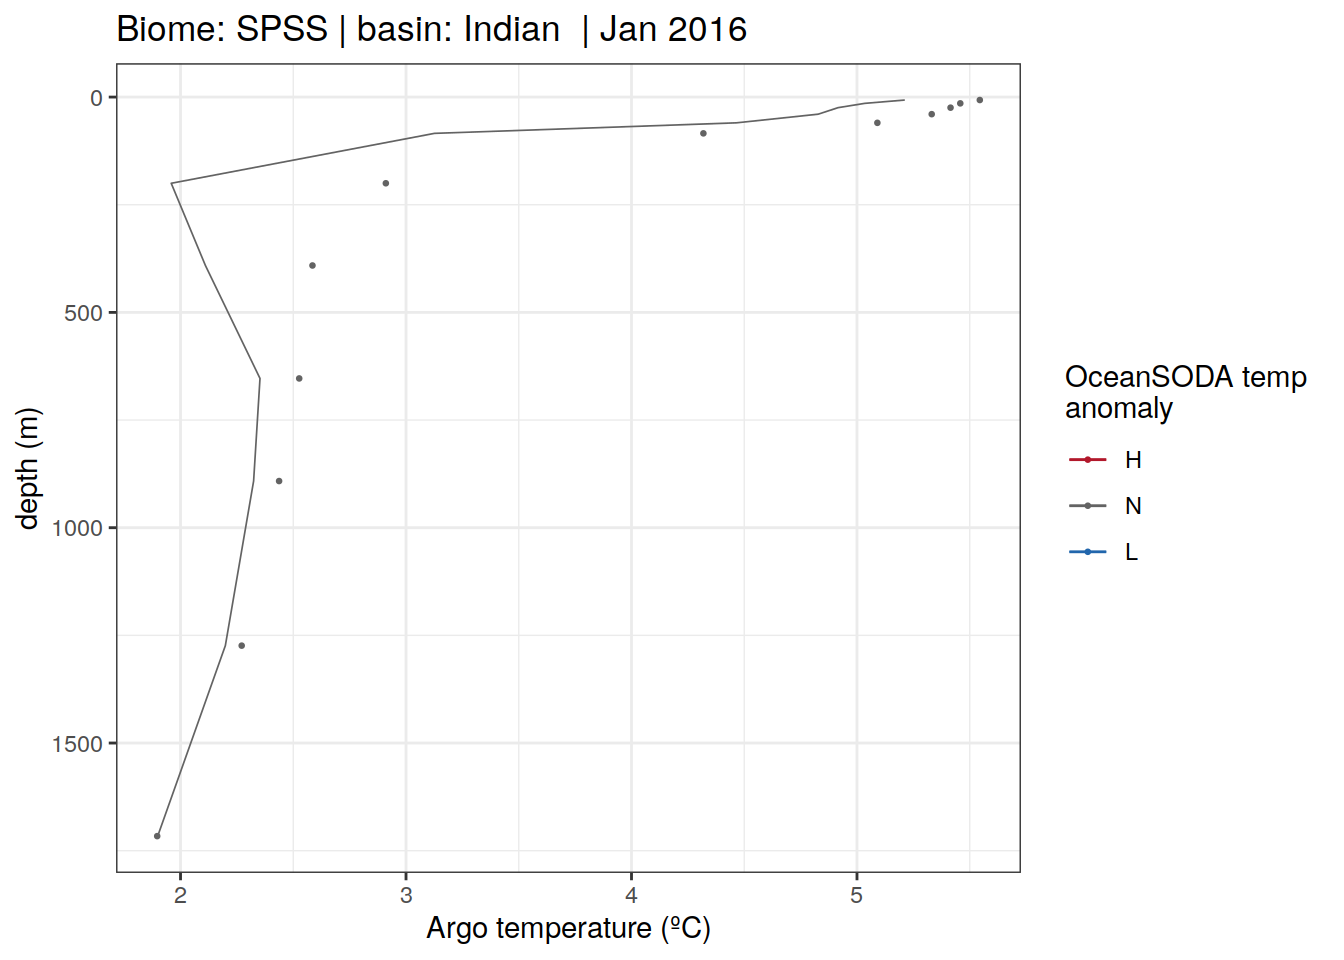 Biome: SPSS | basin: Indian  | Jan 2016
0
500
1000
1500
depth (m)
2
3
4
5
Argo temperature (ºC)
OceanSODA temp
anomaly
H
N
L